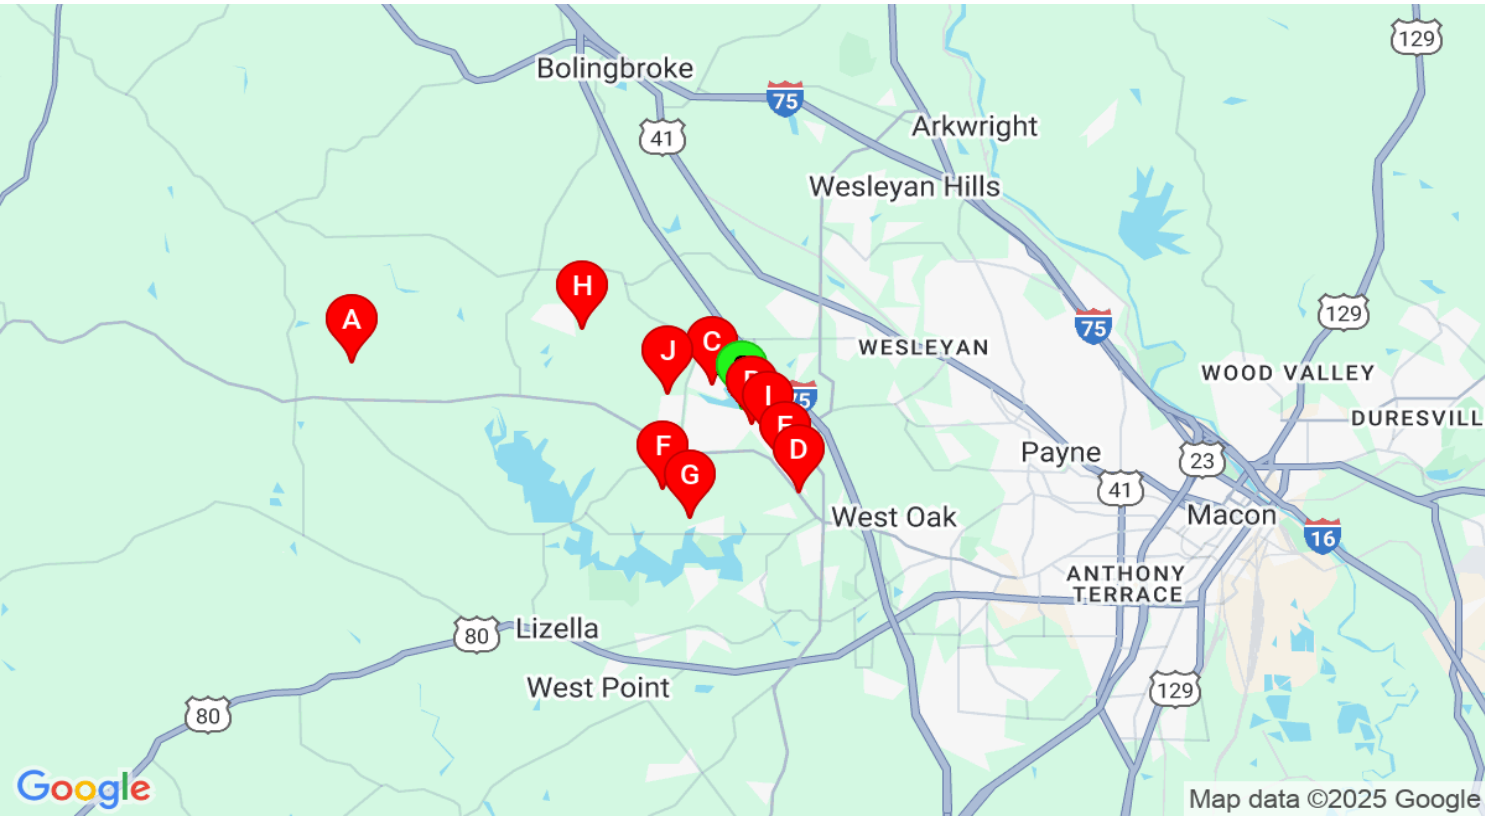 129
Bolingbroke
75
41
Arkwright
Wesleyan Hills
H
A
129
75
C
J
WESLEYAN
WOOD VALLEY
I
75
DURESVILL
E
F
D
Payne
23
G
41
West Oak
Macon
16
ANTHONY
TERRACE
80
Lizella
West Point
129
80
Google
Map data ©2025 Google